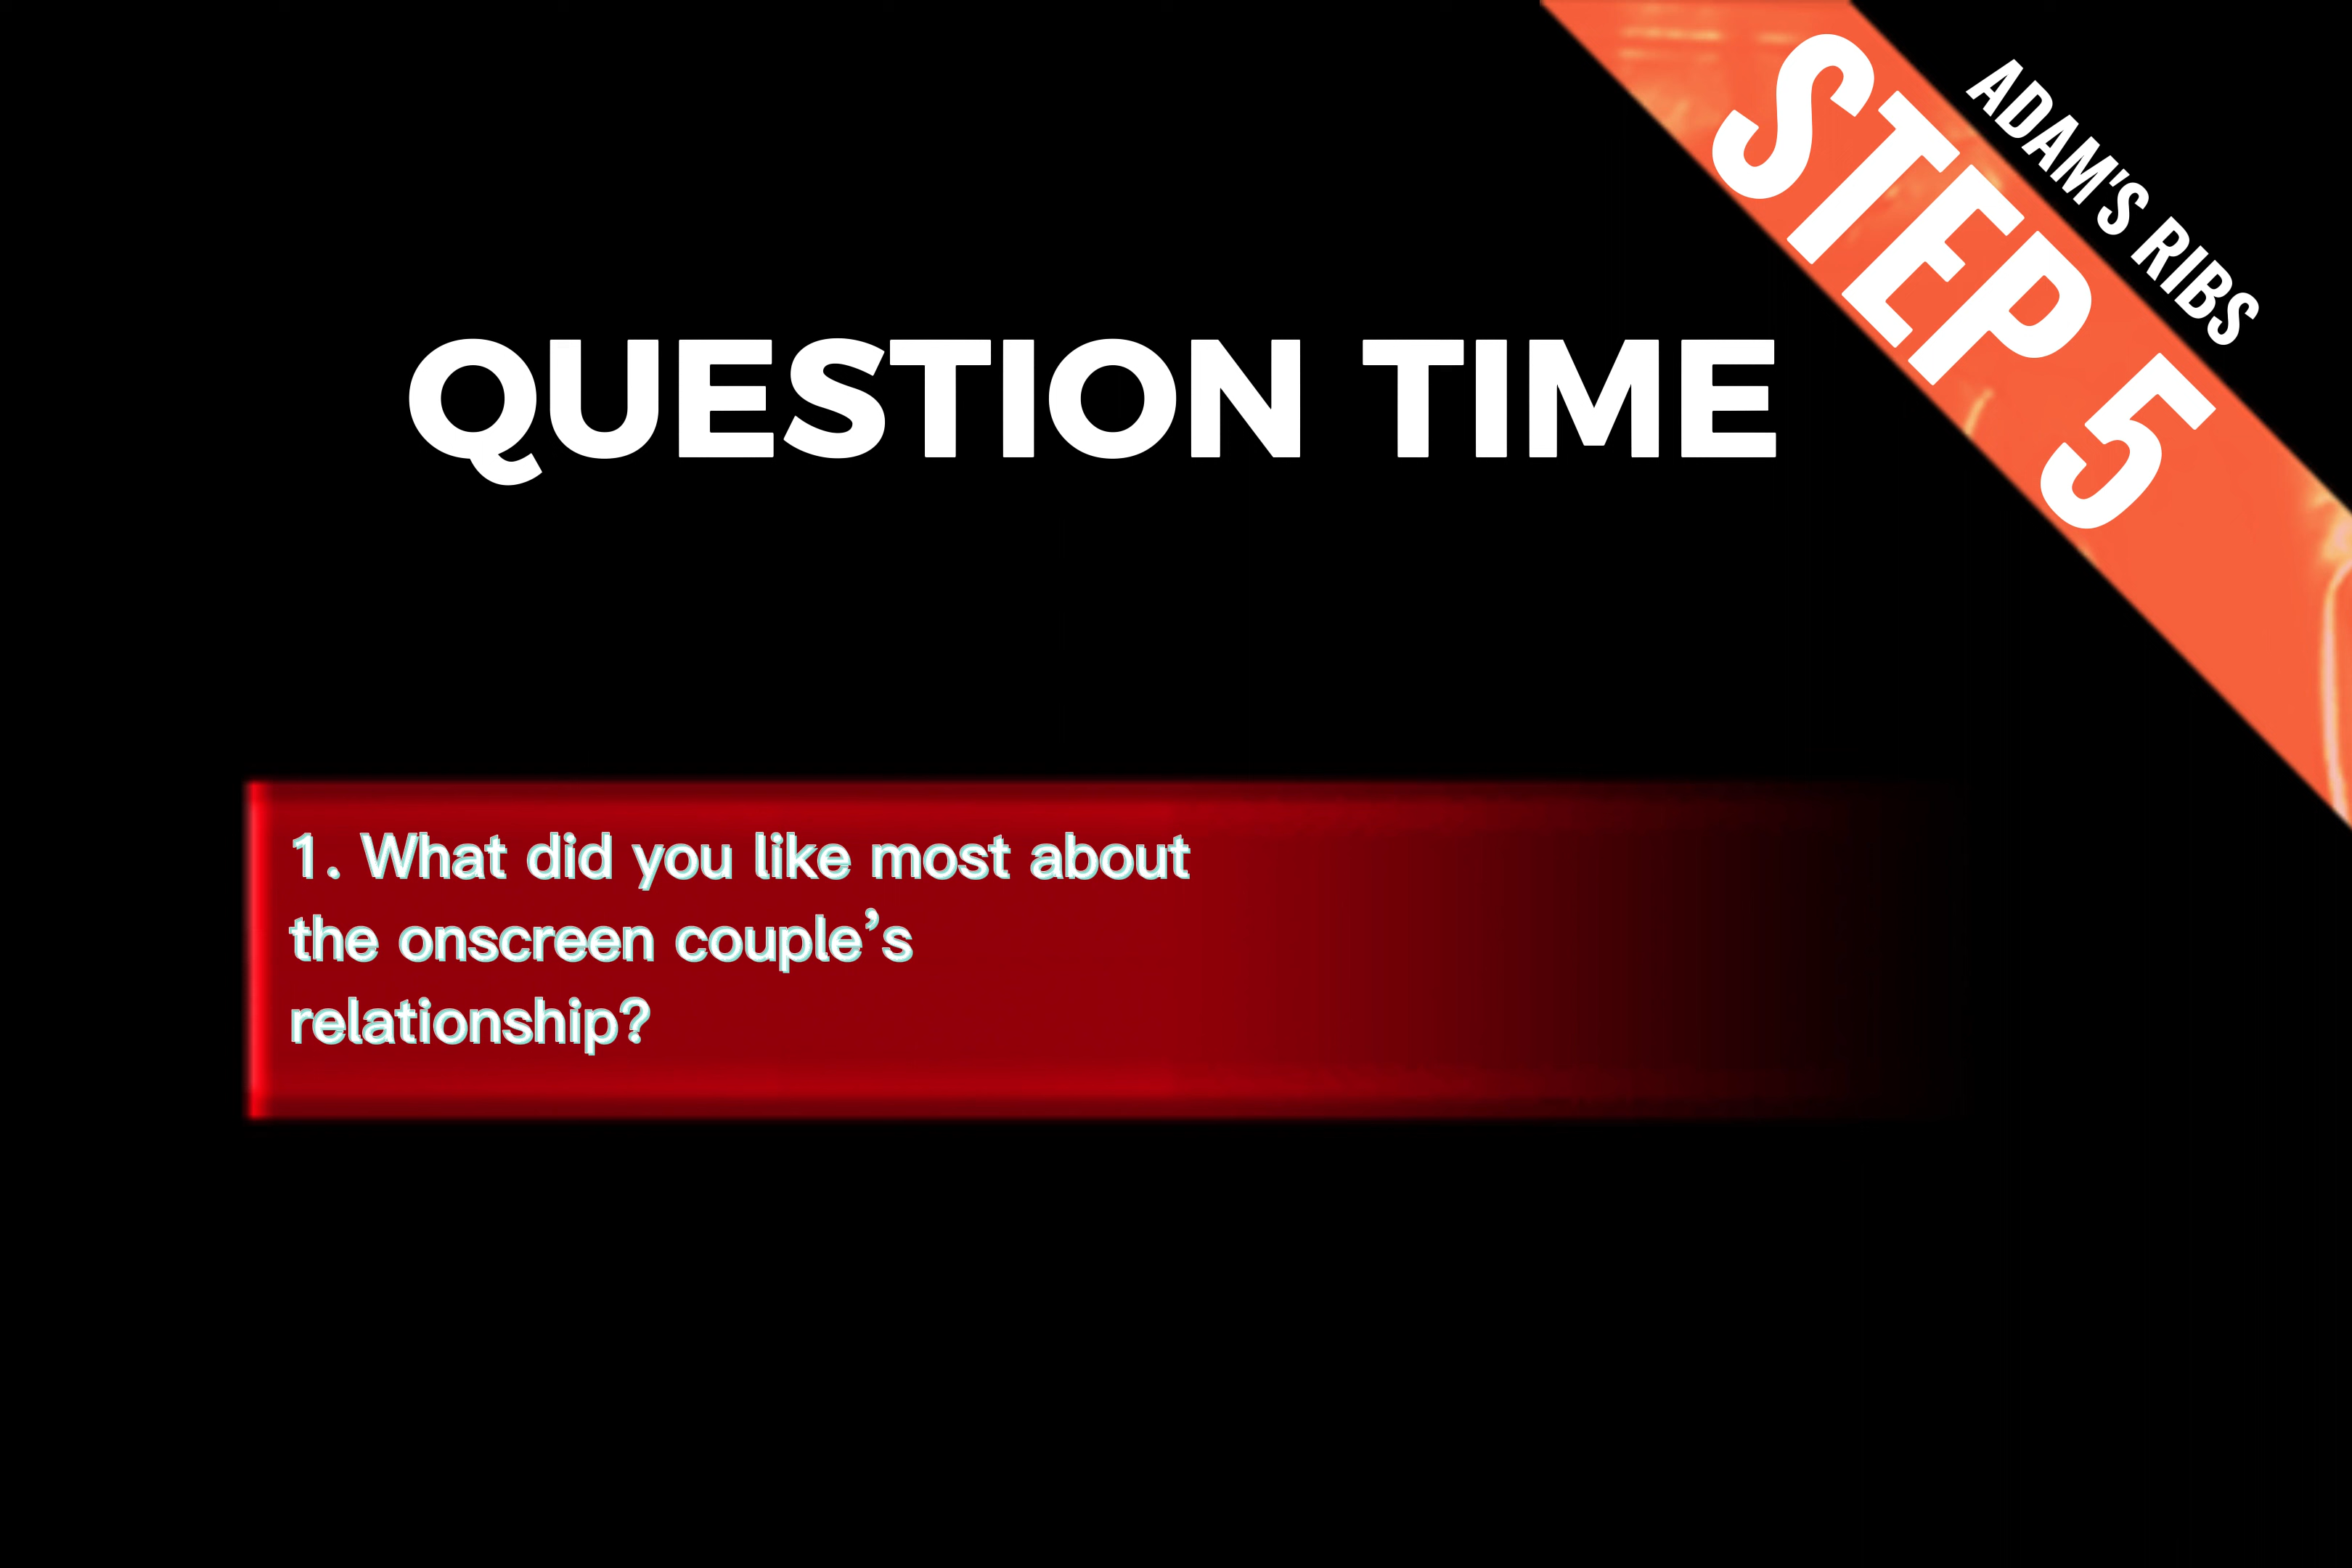 ADAM'S RIBS
STEP 5
QUESTION TIME
1. What did you like most about
the onscreen couple’s
relationship?